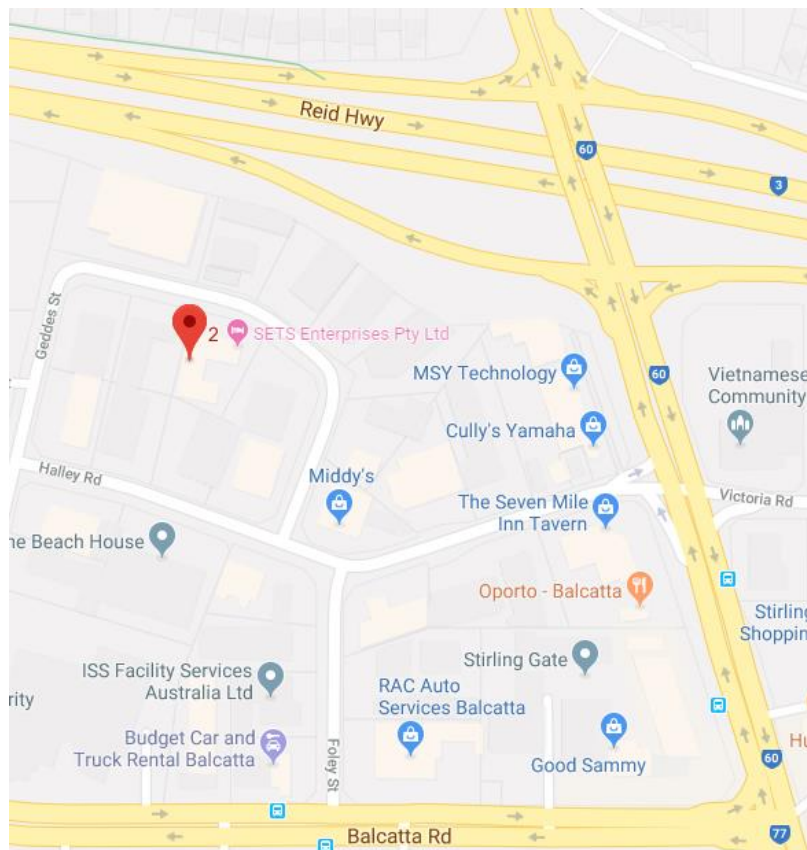 Reid Hwy
60
3
Geddes St
2
SETS Enterprises Pty Ltd
MSY Technology
60
Vietnamese
Community
Cully's Yamaha
Halley Rd
Middy's
The Seven Mile
Inn Tavern
Victoria Rd
ne Beach House
Oporto - Balcatta
Stirling
Shoppin
Stirling Gate
ISS Facility Services
Australia Ltd
rity
RAC Auto
Services Balcatta
Budget Car and
Truck Rental Balcatta
Foley St
Good Sammy
Hu
60
Balcatta Rd
77